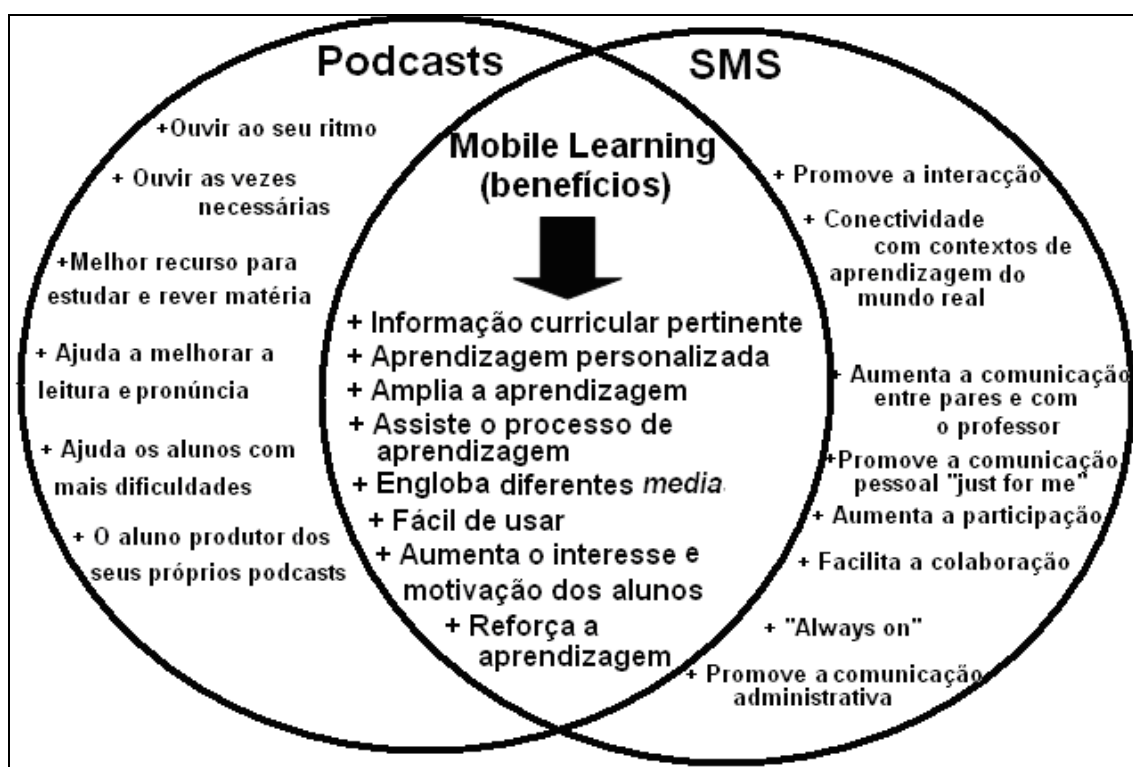 Podcasts
+Ouvir ao seu ritmo
+ Ouvir as vezes
necessárias
+Melhor recurso para
estudar e rever matéria
+ Ajuda a melhorar a
leitura e pronúncia
+ Ajuda os alunos com
mais dificuldades
+ O aluno produtor dos
seus próprios podcasts
Mobile Learning
(benefícios)
+ Informação curricular pertinente
+ Aprendizagem personalizada
+ Amplia a aprendizagem
+ Assiste o processo de
aprendizagem
+ Engloba diferentes media
+ Fácil de usar
+ Aumenta o interesse e
motivação dos alunos
+ Reforça a
aprendizagem
SMS
+ Promove a interacção
+ Conectividade
com contextos de
aprendizagem do
mundo real
+ Aumenta a comunicação
entre pares e com
o professor
+Promove a comunicação
pessoal "just for me"
+ Aumenta a participação
+ Facilita a colaboração
+ "Always on"
+ Promove a comunicação
administrativa